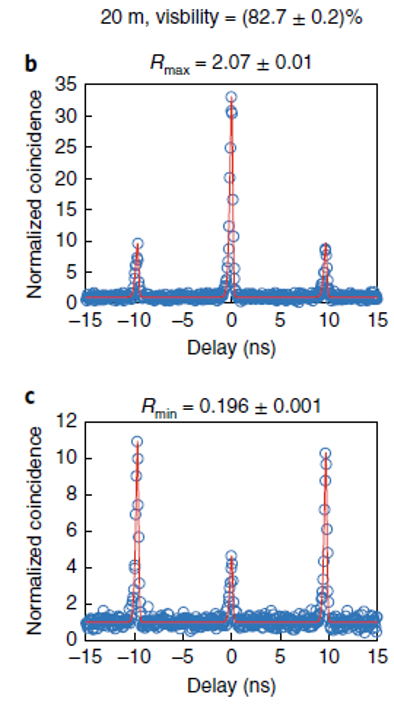 20 m, visbility = (82.7 ± 0.2)%
b
Rmax = 2.07 ± 0.01
Normalized coincidence
35
30
25
20
15
10
5
0
−15 −10 −5 0 5 10 15
Delay (ns)
c
Rmin = 0.196 ± 0.001
Normalized coincidence
12
10
8
6
4
2
0
−15 −10 −5 0 5 10 15
Delay (ns)